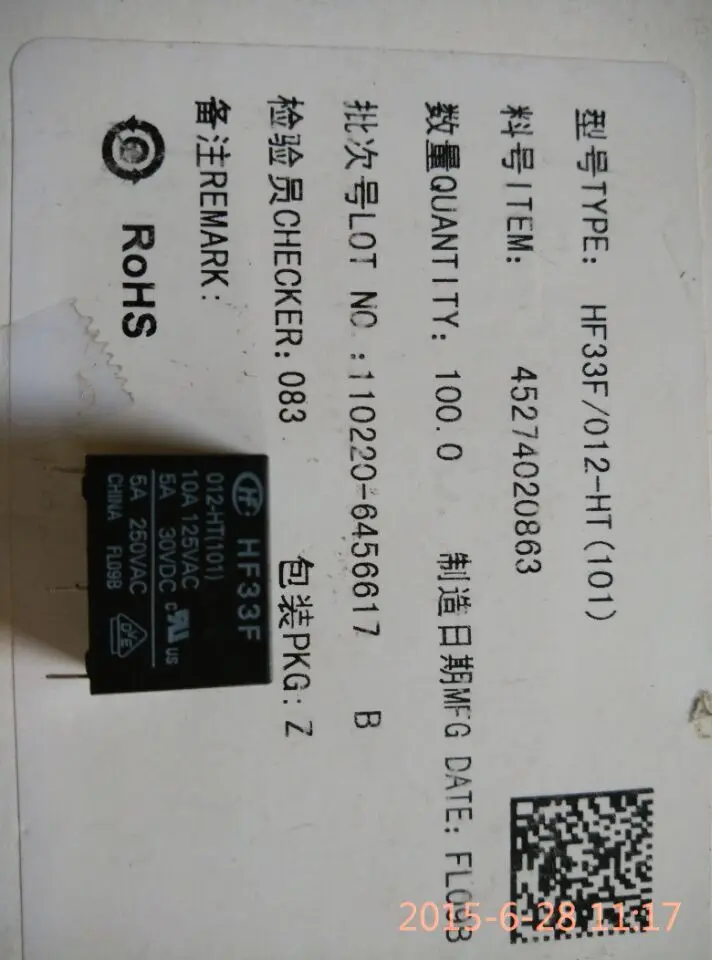 型号TYPE: HF33F/012-HT(101)
料号ITEM: 45274020863
数量QUANTITY: 100.0 制造日期MFG DATE: FL09B
批次号LOT NO.:110220-6456617 B
检验员CHECKER: 083 包装PKG: Z
备注REMARK:
RoHS
HF HF33F
012-HT(101)
10A 125VAC
5A 30VDC c UR US
5A 250VAC
CHINA FL09B DVE
2015-6-28 11:17